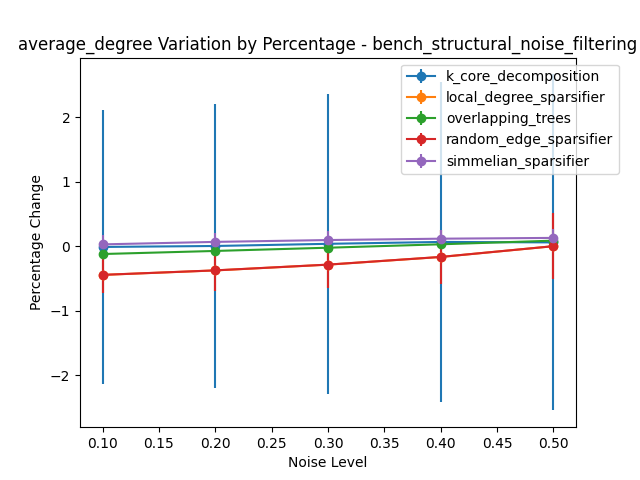 average_degree Variation by Percentage - bench_structural_noise_filtering
k_core_decomposition
local_degree_sparsifier
overlapping_trees
random_edge_sparsifier
simmelian_sparsifier
Percentage Change
2
1
0
−1
−2
0.10 0.15 0.20 0.25 0.30 0.35 0.40 0.45 0.50
Noise Level